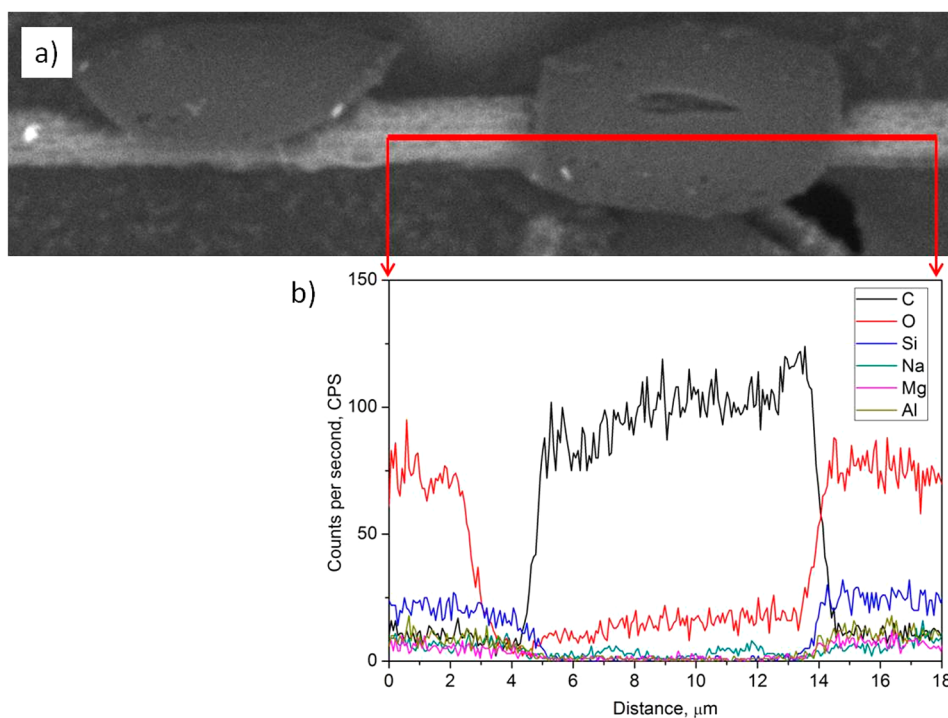 a)
b)
150
100
50
0
Counts per second, CPS
C
O
Si
Na
Mg
Al
0 2 4 6 8 10 12 14 16 18
Distance, μm